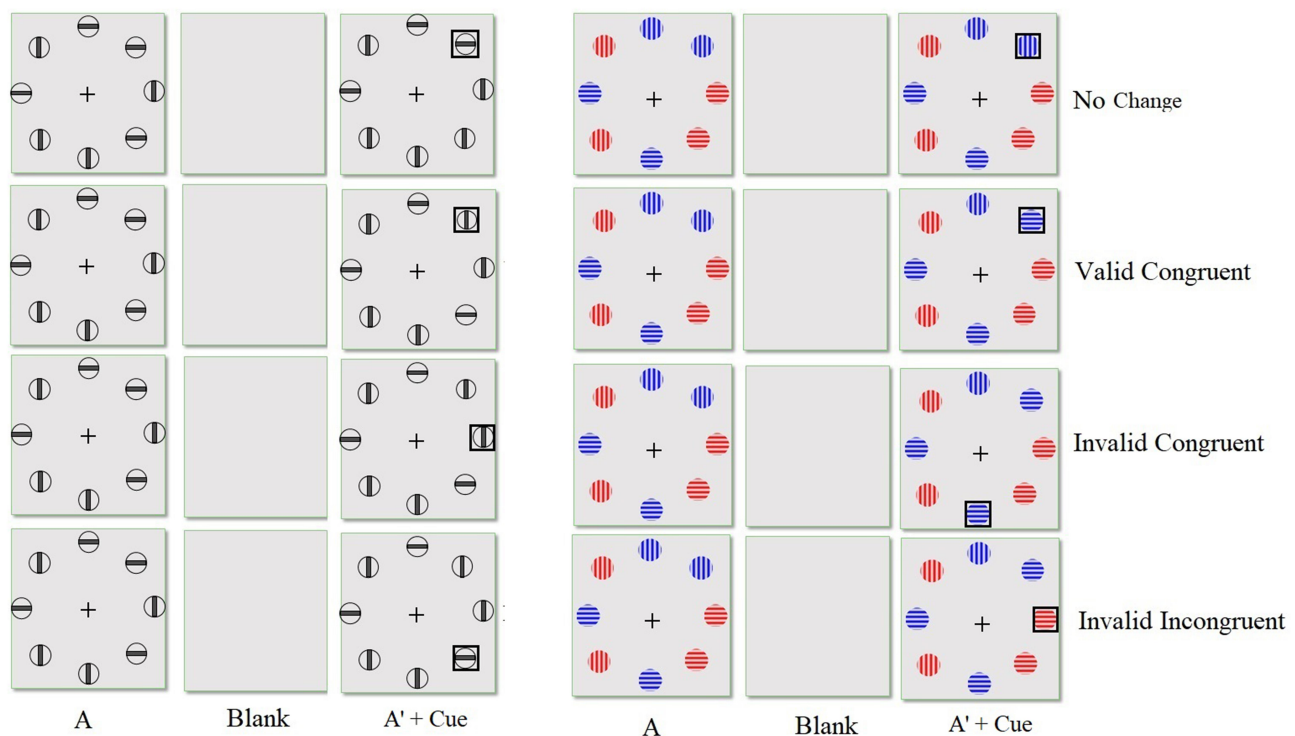 No Change
Valid Congruent
Invalid Congruent
Invalid Incongruent
A Blank A' + Cue A Blank A' + Cue